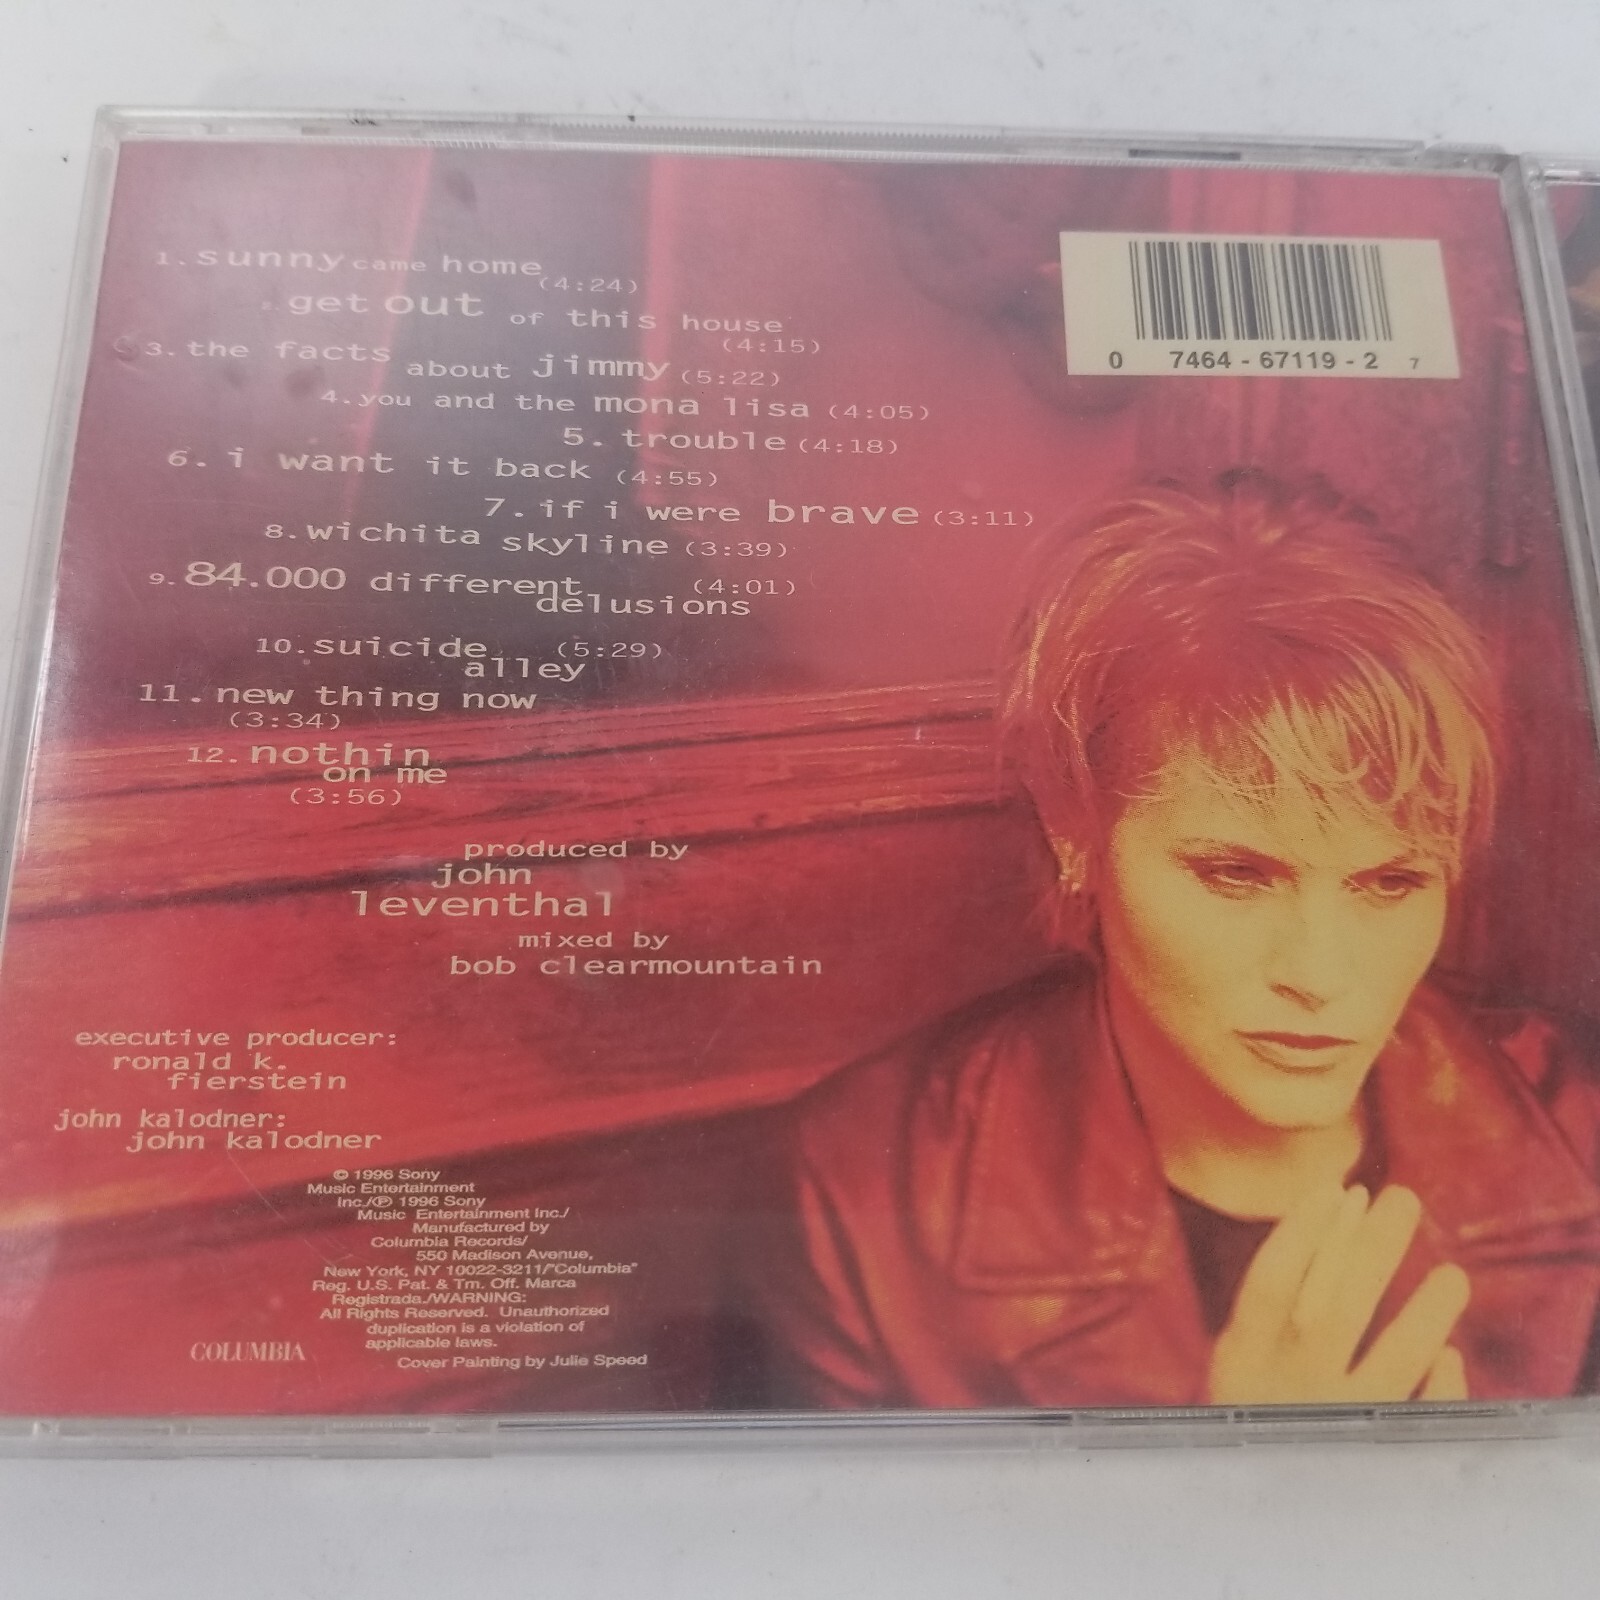 1. sunny came home
(4:24)
get out of this house
(4:15)
3. the facts about jimmy (5:22)
4. you and the mona lisa (4:05)
5. trouble (4:18)
6. i want it back (4:55)
7. if i were brave (3:11)
8. wichita skyline (3:39)
9. 84.000 different (4:01)
delusions
10. suicide (5:29)
alley
11. new thing now
(3:34)
12. nothin
on me
(3:56)
produced by
john
leventhal
mixed by
bob clearmountain
executive producer:
ronald k.
fierstein
john kalodner:
john kalodner
© 1996 Sony
Music Entertainment
Inc./℗ 1996 Sony
Music Entertainment Inc./
Manufactured by
Columbia Records/
550 Madison Avenue,
New York, NY 10022-3211/"Columbia"
Reg. U.S. Pat. & Tm. Off. Marca
Registrada./WARNING:
All Rights Reserved. Unauthorized
duplication is a violation of
applicable laws.
Cover Painting by Julie Speed
COLUMBIA
0 7464-67119-2 7